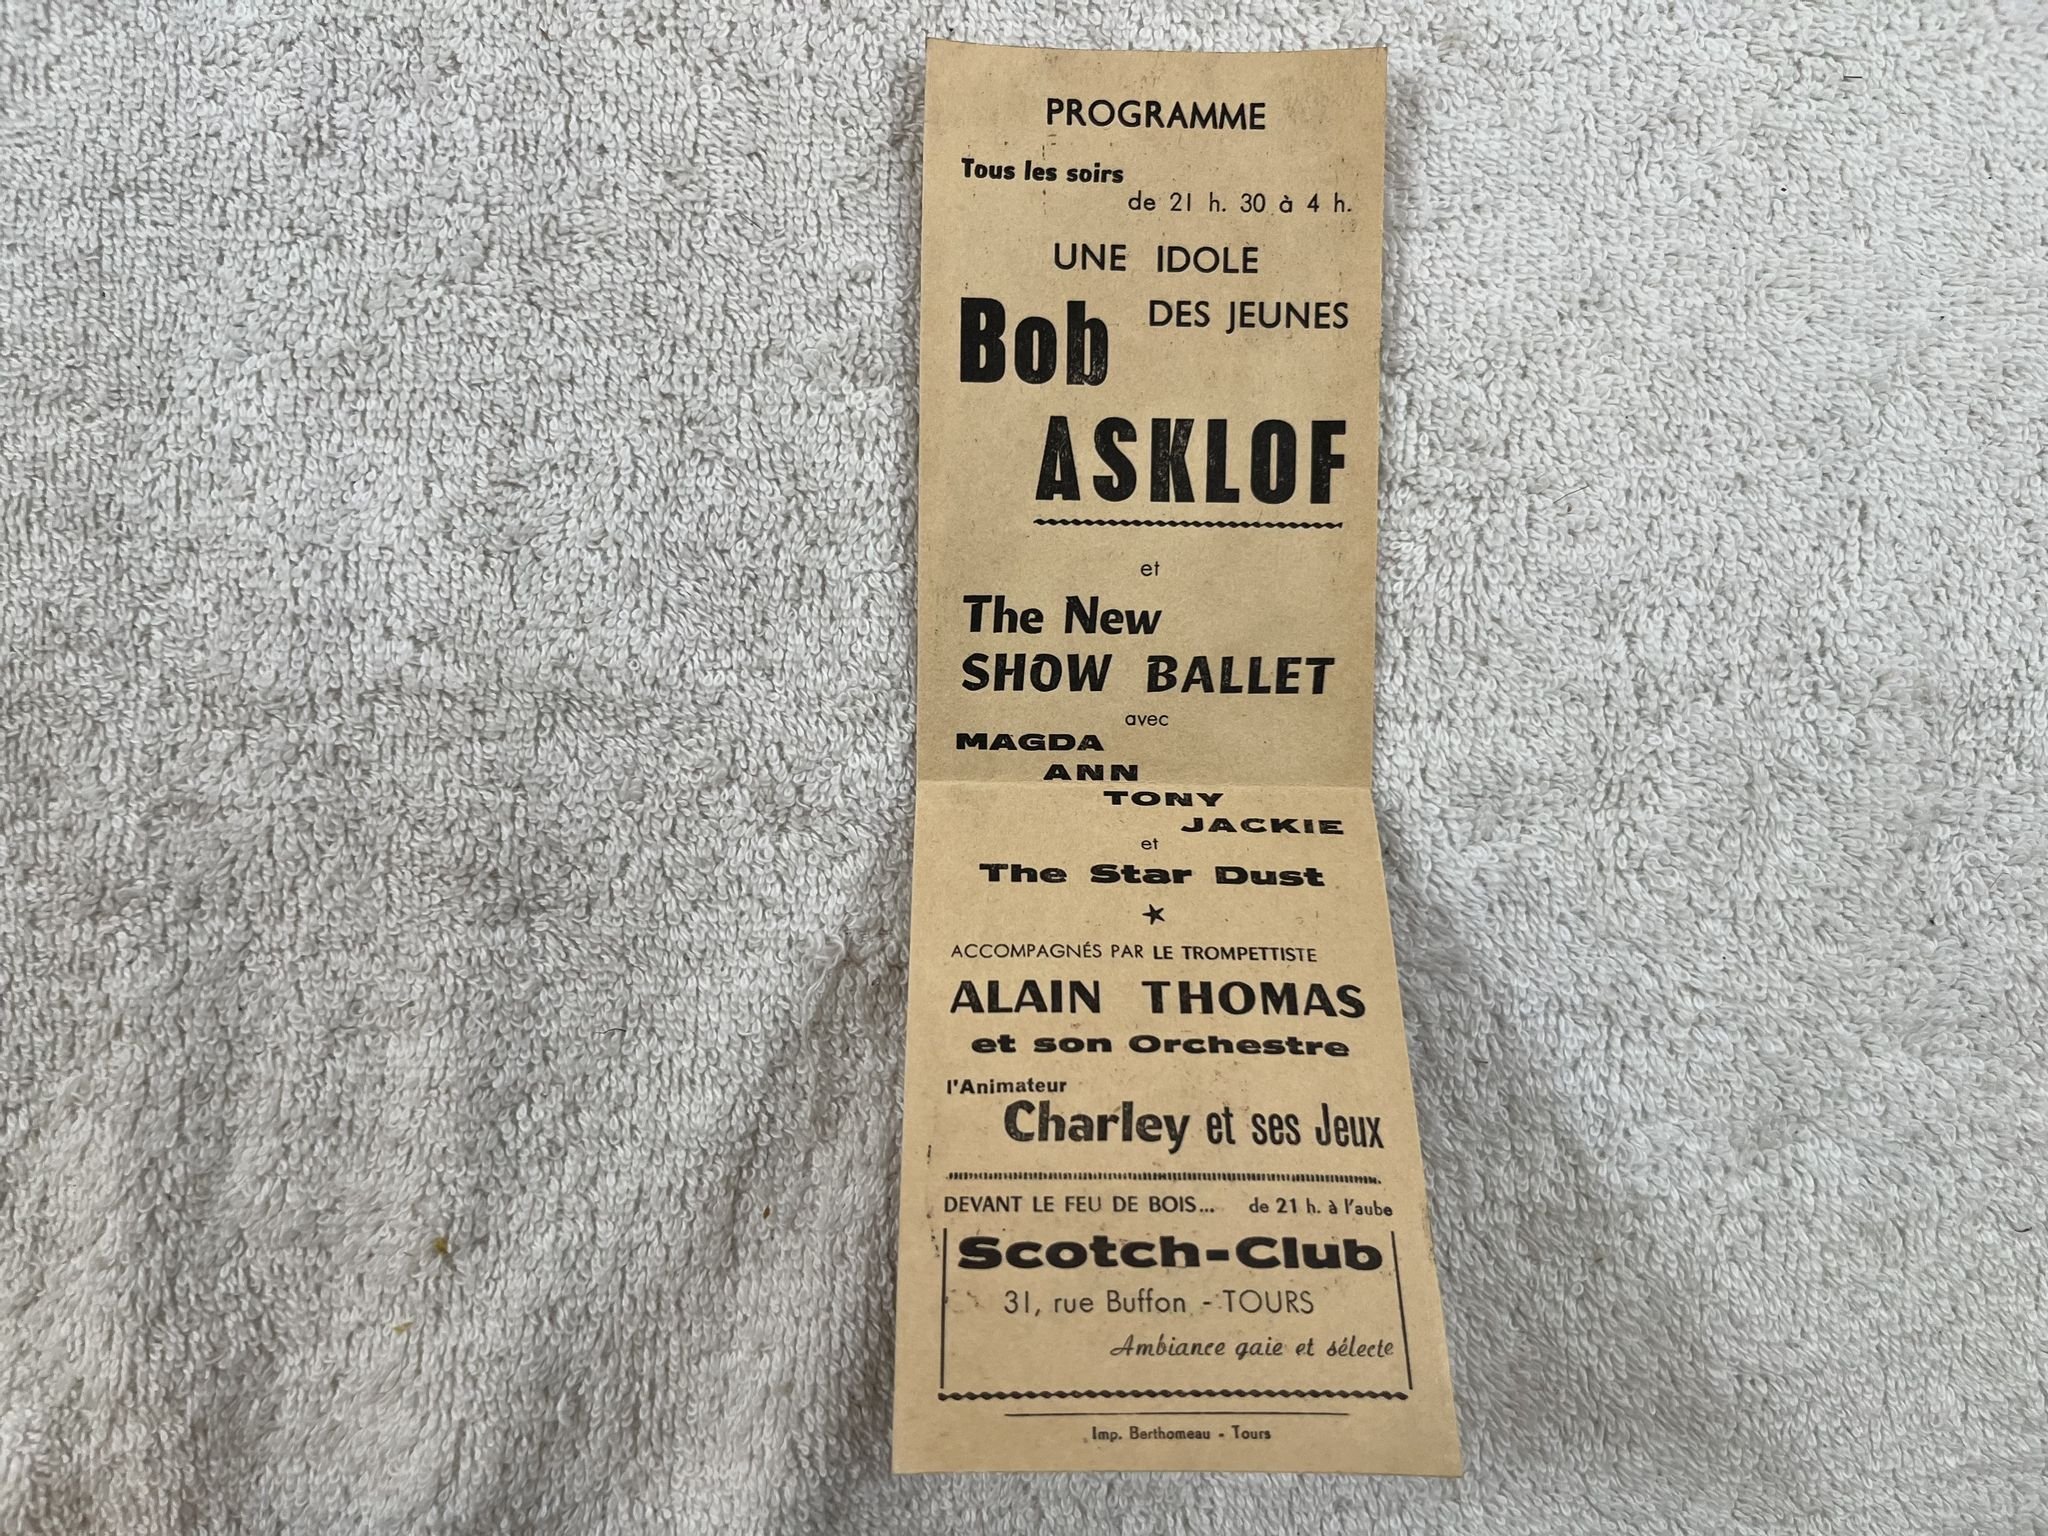 PROGRAMME
Tous les soirs
de 21 h. 30 à 4 h.
UNE IDOLE
DES JEUNES
Bob
ASKLOF
et
The New
SHOW BALLET
avec
MAGDA
ANN
TONY
JACKIE
et
The Star Dust
ACCOMPAGNÉS PAR LE TROMPETTISTE
ALAIN THOMAS
et son Orchestre
l'Animateur
Charley et ses Jeux
DEVANT LE FEU DE BOIS... de 21 h. à l'aube
Scotch-Club
31, rue Buffon - TOURS
Ambiance gaie et sélecte
Imp. Berthomeau - Tours